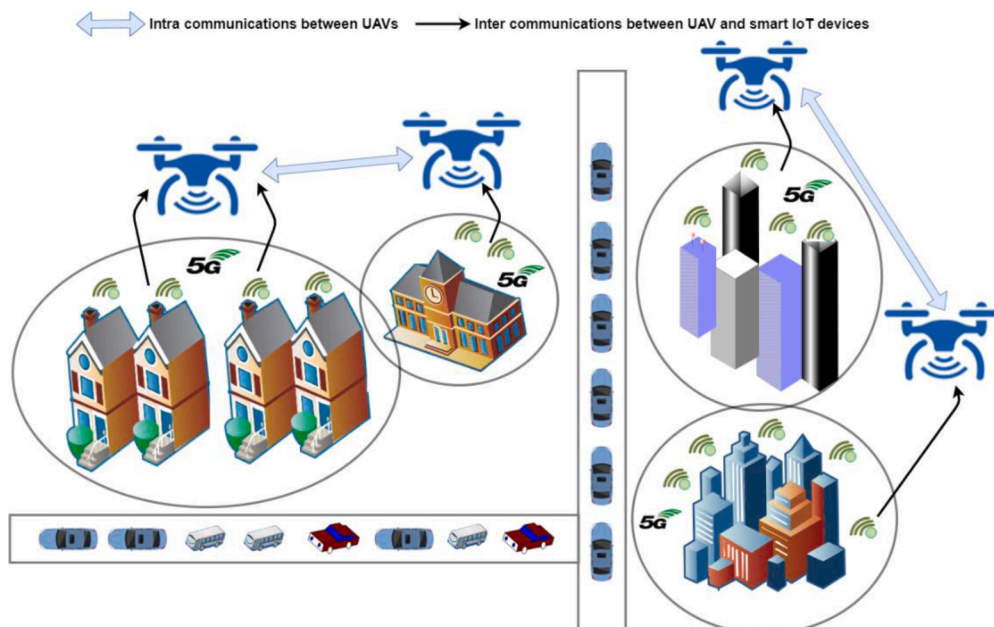 Intra communications between UAVs
Inter communications between UAV and smart IoT devices
5G
5G
5G
5G